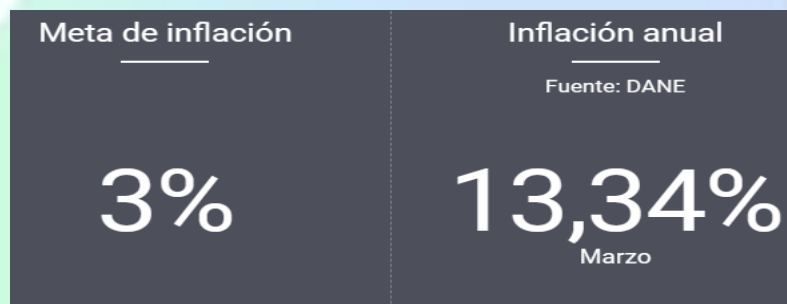 Meta de inflación
3%
Inflación anual
Fuente: DANE
13,34%
Marzo